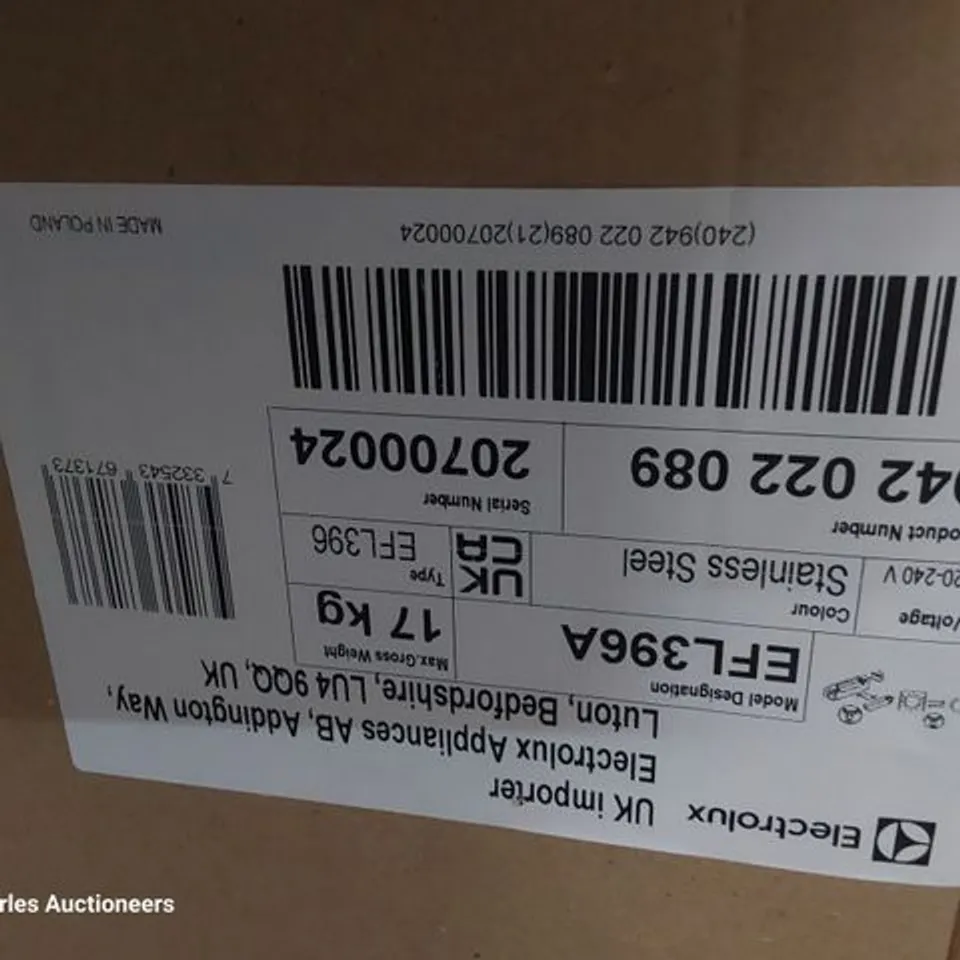 Electrolux
UK importer
Electrolux Appliances AB, Addington Way,
Luton, Bedfordshire, LU4 9QQ, UK
Model Designation
EFL396A
Max.Gross Weight
17 kg
Voltage
20-240 V
Colour
Stainless Steel
UK
CA
Type
EFL396
oduct Number
942 022 089
Serial Number
20700024
7 332543 671373
(240)942 022 089(21)20700024
MADE IN POLAND
rles Auctioneers